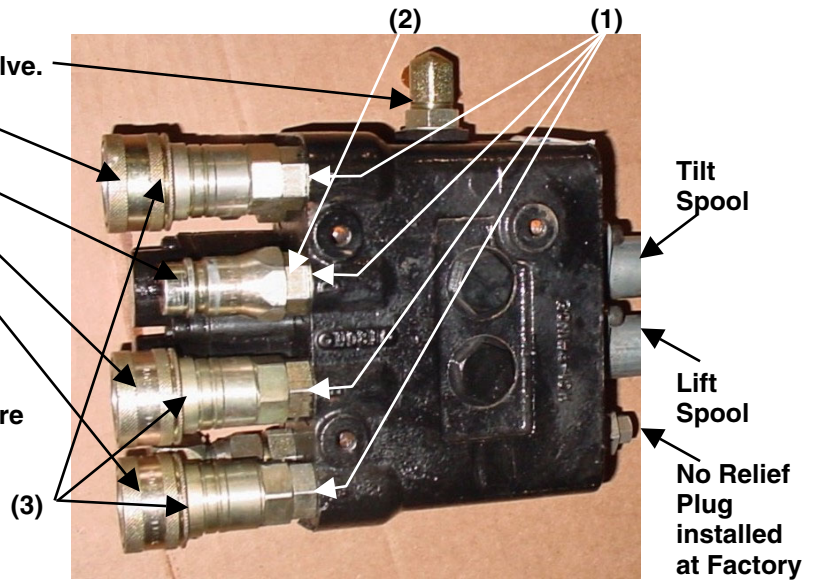 (2)
(1)
lve.
Tilt
Spool
Lift
Spool
re
(3)
No Relief
Plug
installed
at Factory